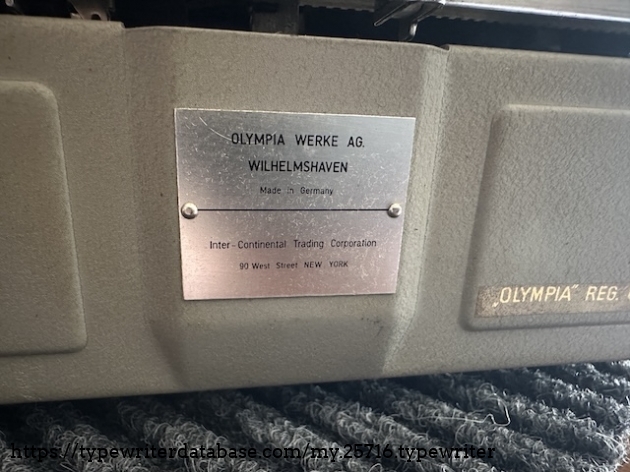 OLYMPIA WERKE AG.
WILHELMSHAVEN
Made in Germany
Inter-Continental Trading Corporation
90 West Street NEW YORK
„OLYMPIA" REG.
https://typewriterdatabase.com/my.25716.typewriter